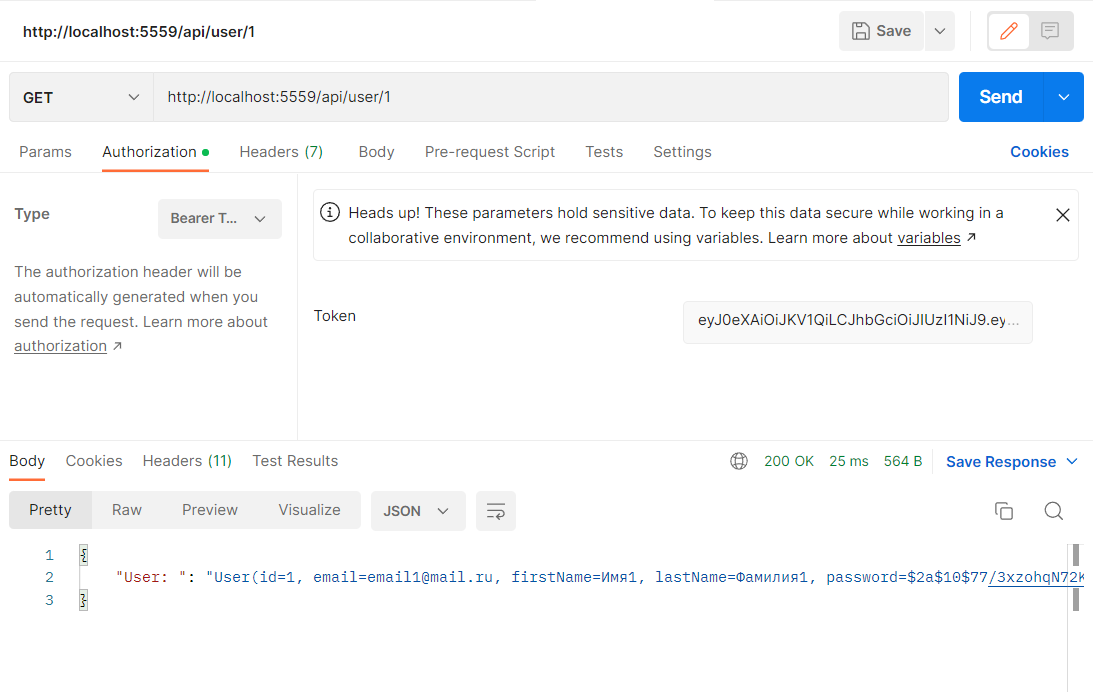 http://localhost:5559/api/user/1
Save
GET
http://localhost:5559/api/user/1
Send
Params
Authorization
Headers (7)
Body
Pre-request Script
Tests
Settings
Cookies
Type
Bearer T...
The authorization header will be
automatically generated when you
send the request. Learn more about
authorization ↗
Heads up! These parameters hold sensitive data. To keep this data secure while working in a
collaborative environment, we recommend using variables. Learn more about variables ↗
Token
eyJ0eXAiOiJKV1QiLCJhbGciOiJIUzI1NiJ9.ey...
Body
Cookies
Headers (11)
Test Results
200 OK
25 ms
564 B
Save Response
Pretty
Raw
Preview
Visualize
JSON
1 {
2 "User: ": "User(id=1, email=email1@mail.ru, firstName=Имя1, lastName=Фамилия1, password=$2a$10$77/3xzohqN72K
3 }